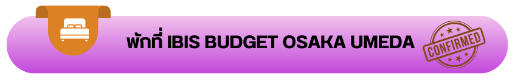 พักที่ IBIS BUDGET OSAKA UMEDA
CONFIRMED